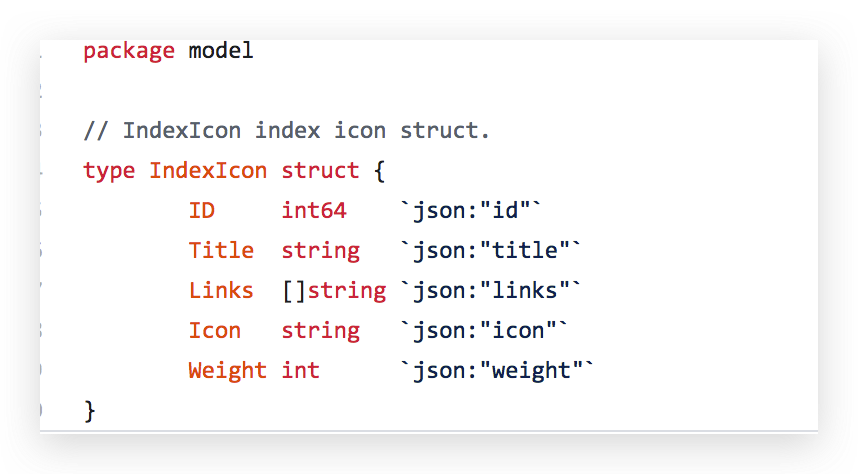 package model
// IndexIcon index icon struct.
type IndexIcon struct {
ID int64 `json:"id"`
Title string `json:"title"`
Links []string `json:"links"`
Icon string `json:"icon"`
Weight int `json:"weight"`
}